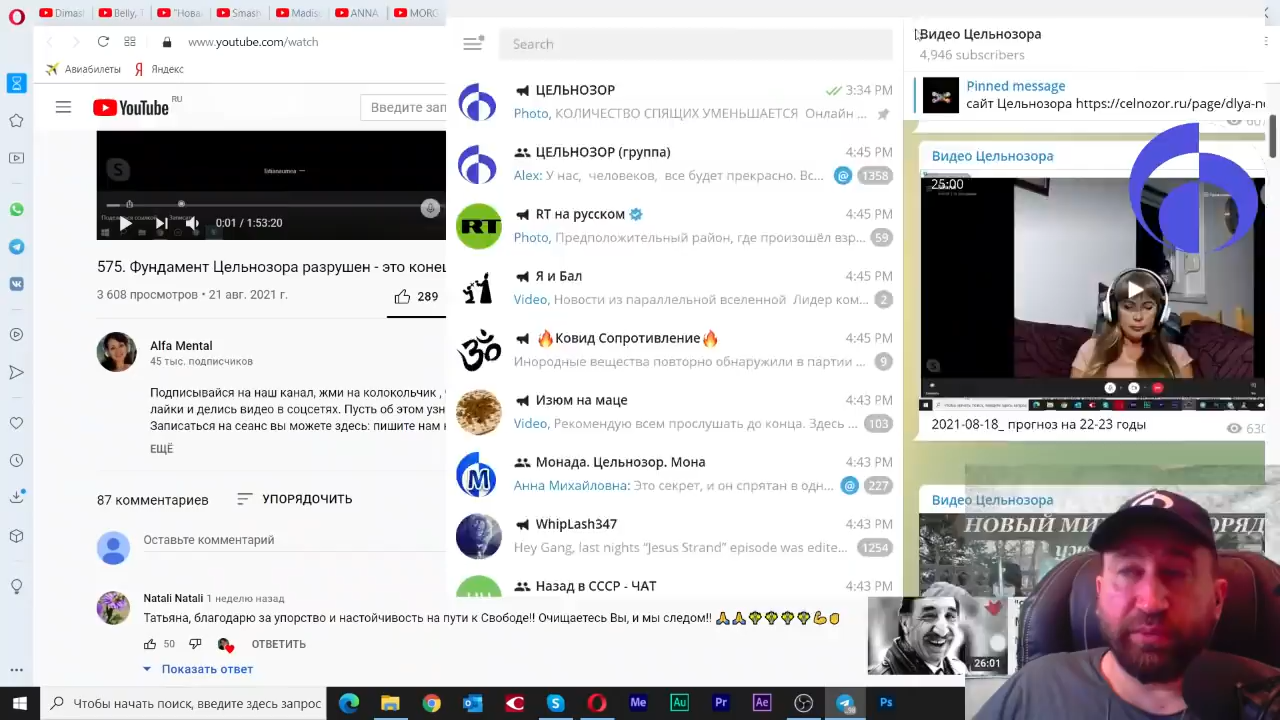 Dimas
Belly, T
"Нова
Smash
Madis
ANNA
MORG
www.youtube.com/watch
Авиабилеты
Яндекс
YouTube RU
Введите зап
0:01 / 1:53:20
575. Фундамент Цельнозора разрушен - это конец
3 608 просмотров • 21 авг. 2021 г.
289
Alfa Mental
45 тыс. подписчиков
Подписывайся на наш канал, жми на колокольчик ,
лайки и делись видео в соцсетях. Пусть об этом узн
Записаться на сеанс вы можете здесь: пишите нам н
ЕЩЁ
87 комментариев
УПОРЯДОЧИТЬ
Оставьте комментарий
Natali Natali 1 неделю назад
Татьяна, благодарю за упорство и настойчивость на пути к Свободе!! Очищаетесь Вы, и мы следом!!
50
ОТВЕТИТЬ
Показать ответ
Search
ЦЕЛЬНОЗОР
3:34 PM
Photo, КОЛИЧЕСТВО СПЯЩИХ УМЕНЬШАЕТСЯ Онлайн ...
ЦЕЛЬНОЗОР (группа)
4:45 PM
Alex: У нас, человеков, все будет прекрасно. Вс...
@ 1358
RT на русском
4:45 PM
Photo, Предположительный район, где произошёл взр...
59
Я и Бал
4:45 PM
Video, Новости из параллельной вселенной Лидер ком...
2
Ковид Сопротивление
4:45 PM
Инородные вещества повторно обнаружили в партии ...
9
Изюм на маце
4:43 PM
Video, Рекомендую всем прослушать до конца. Здесь ...
103
Монада. Цельнозор. Мона
4:43 PM
Анна Михайловна: Это секрет, и он спрятан в одн...
@ 227
WhipLash347
4:43 PM
Hey Gang, last nights "Jesus Strand" episode was edite...
1254
Назад в СССР - ЧАТ
4:43 PM
Видео Цельнозора
4,946 subscribers
Pinned message
сайт Цельнозора https://celnozor.ru/page/dlya-no
Видео Цельнозора
25:00
2021-08-18_ прогноз на 22-23 годы
630
Видео Цельнозора
НОВЫЙ МИ
ОРЯД
26:01
Чтобы начать поиск, введите здесь запрос
Me
Au
Pr
Ae
Ps